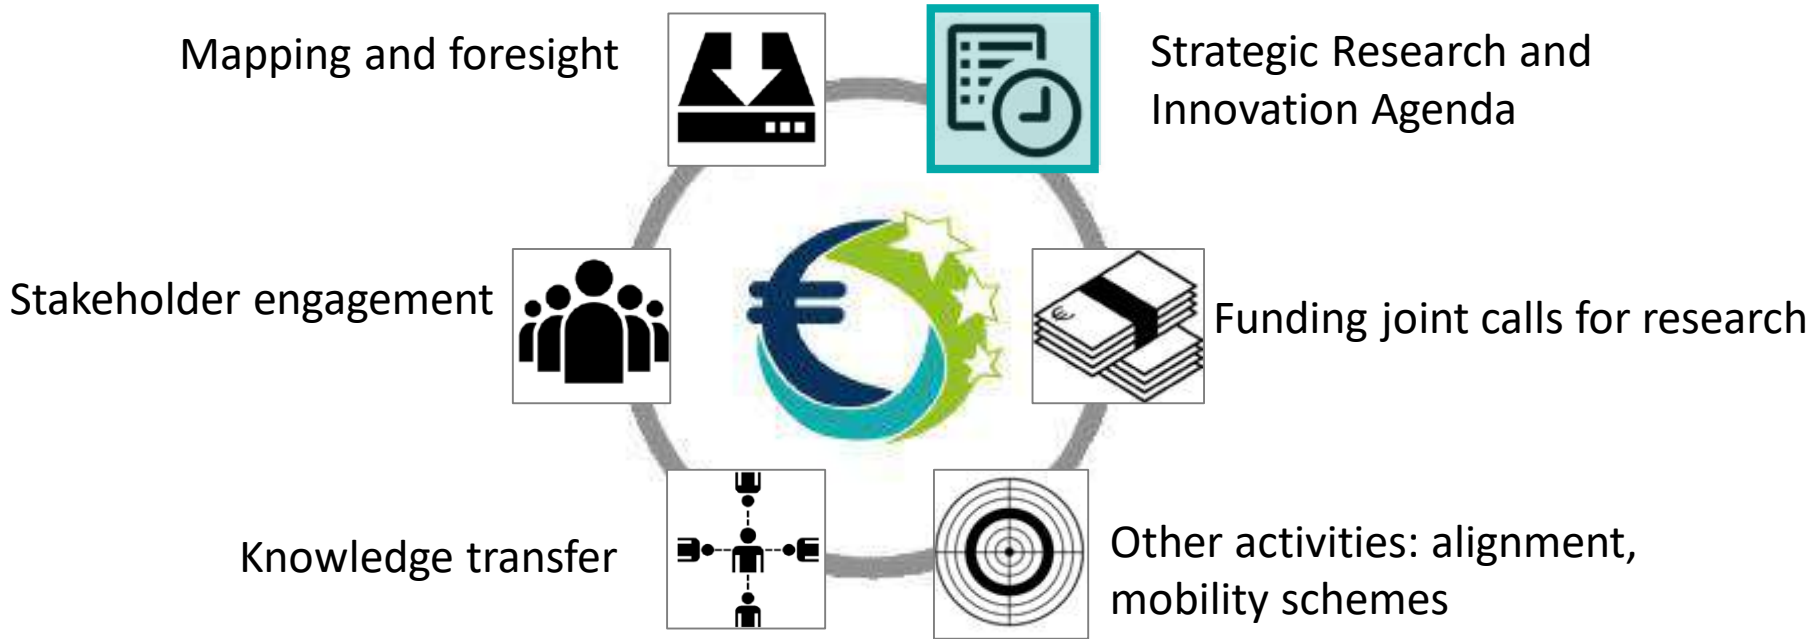 Mapping and foresight
Strategic Research and
Innovation Agenda
Stakeholder engagement
Funding joint calls for research
Knowledge transfer
Other activities: alignment,
mobility schemes